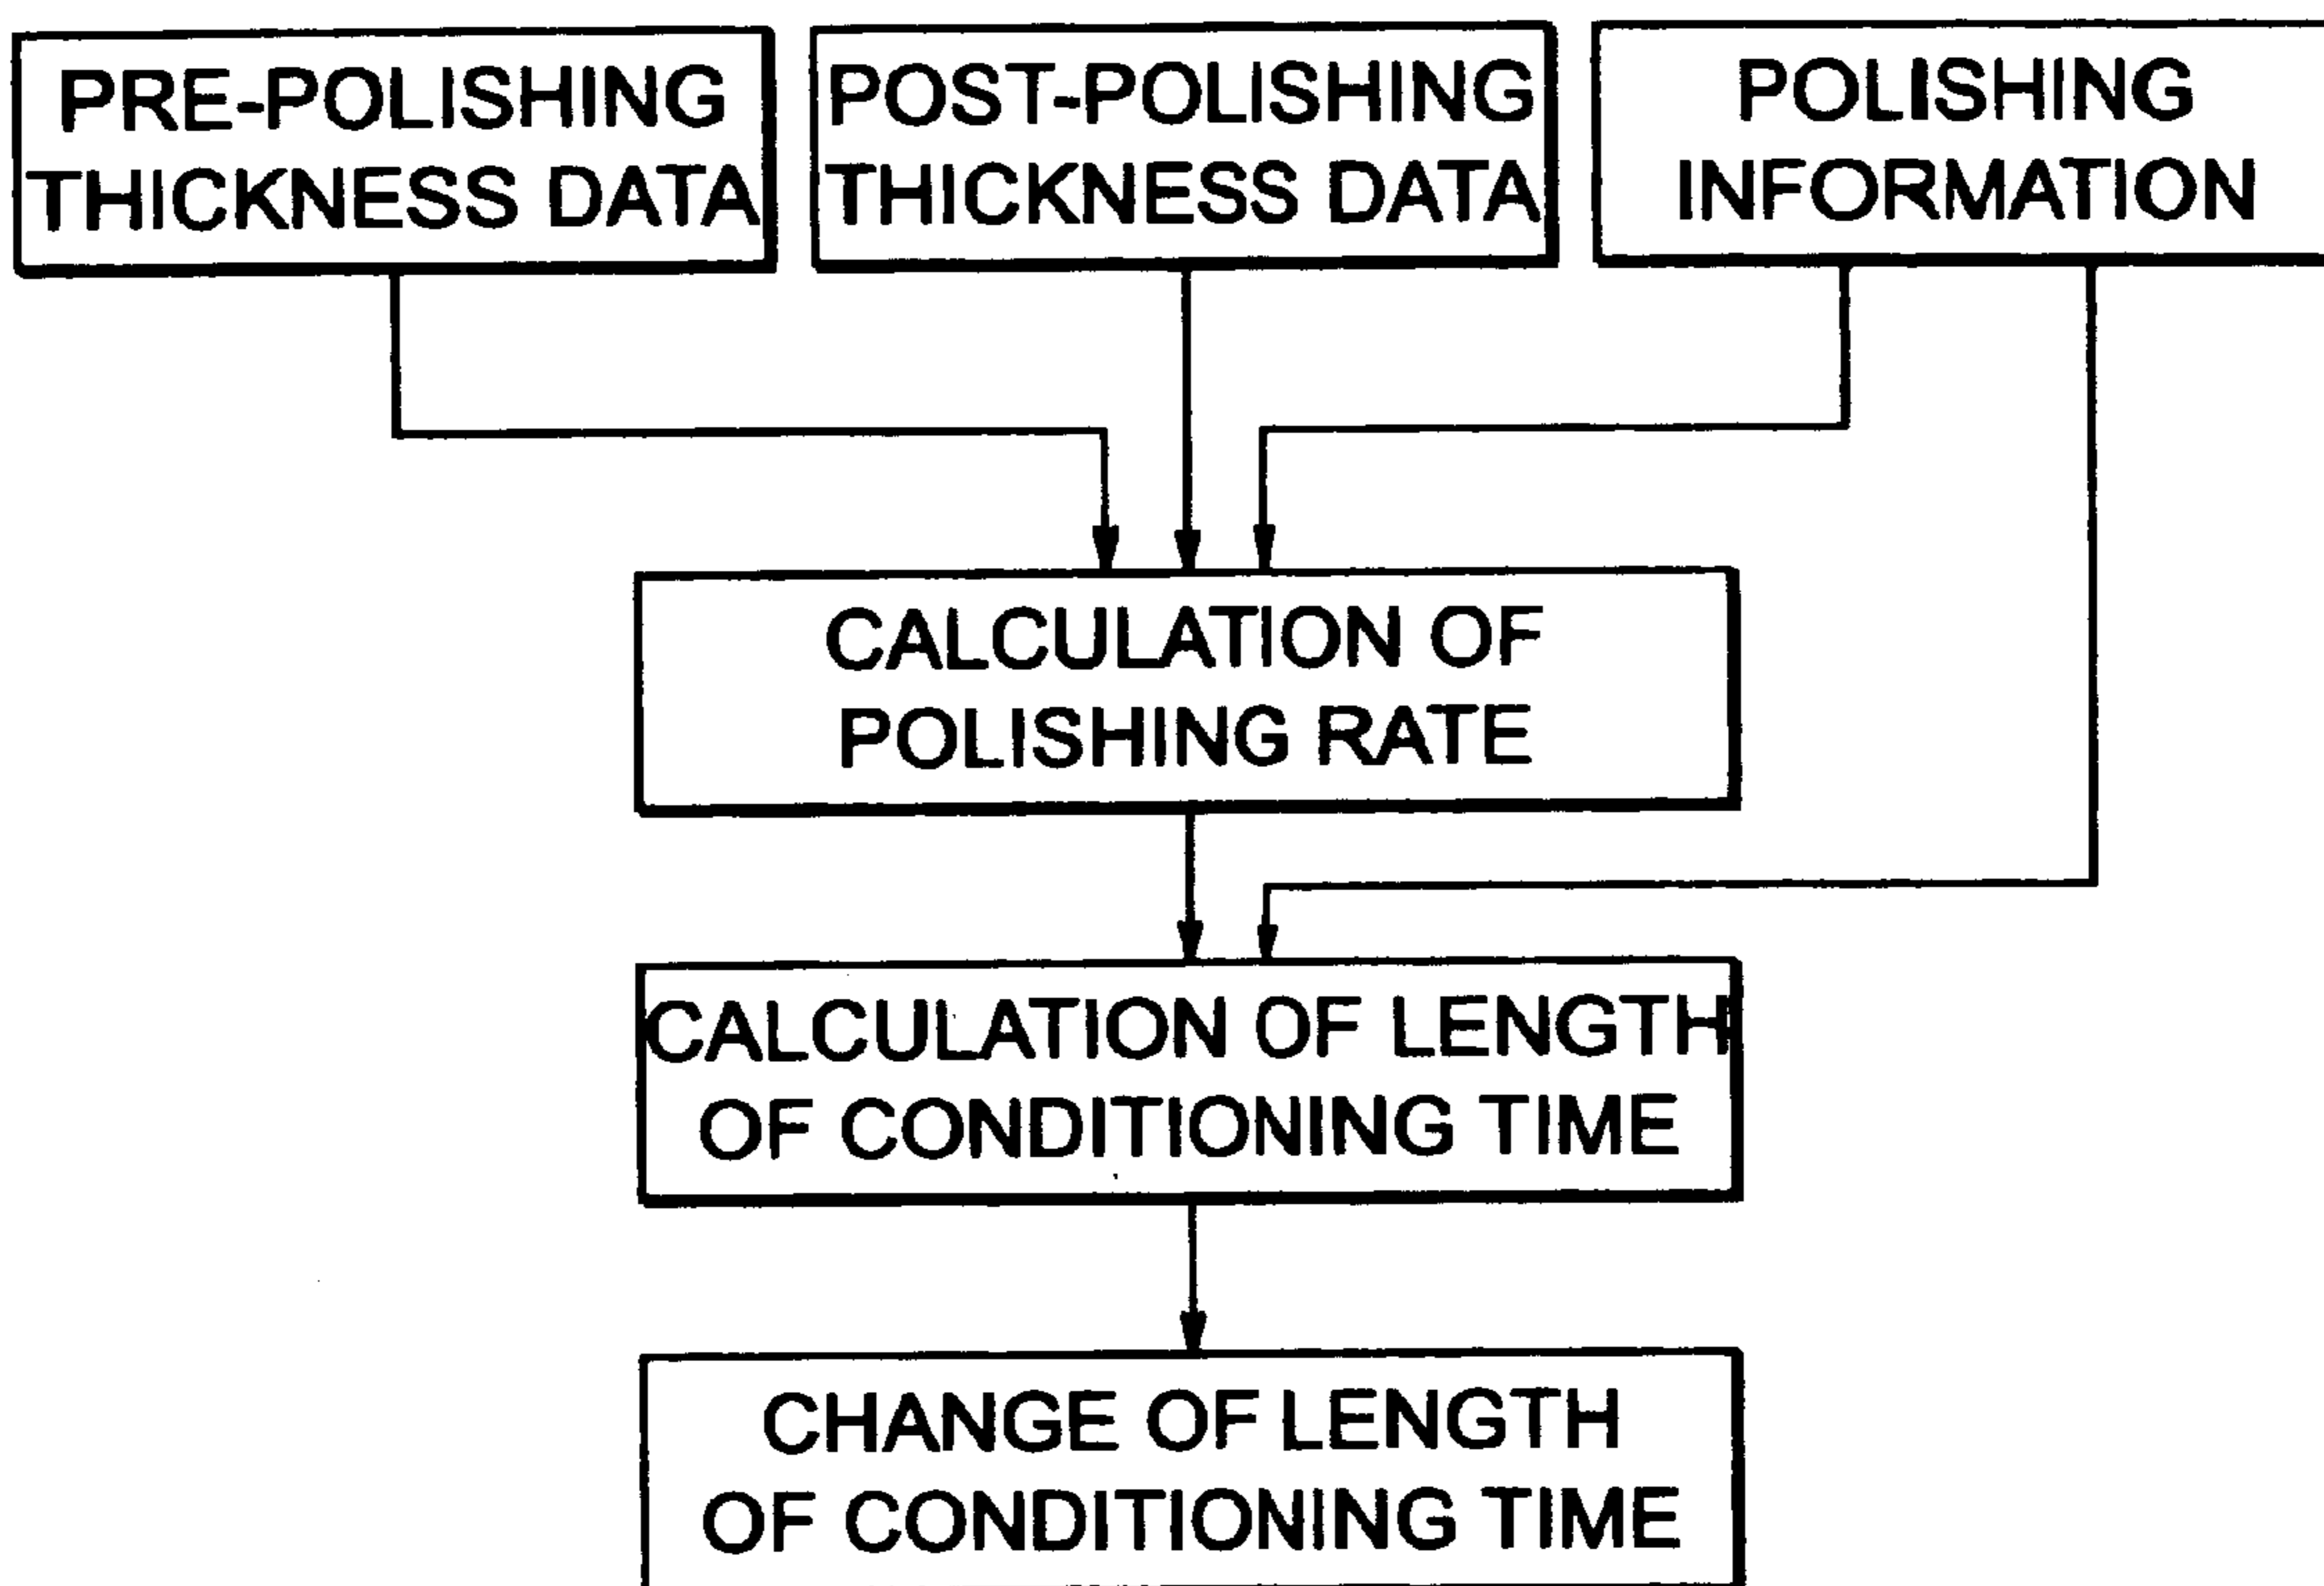 PRE-POLISHING
THICKNESS DATA
POST-POLISHING
THICKNESS DATA
POLISHING
INFORMATION
CALCULATION OF
POLISHING RATE
CALCULATION OF LENGTH
OF CONDITIONING TIME
CHANGE OF LENGTH
OF CONDITIONING TIME